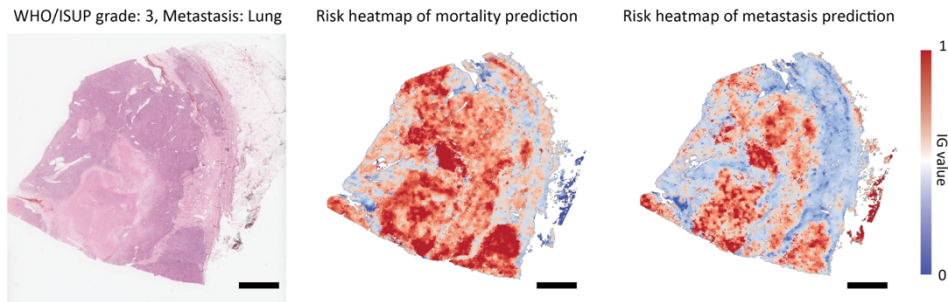 WHO/ISUP grade: 3, Metastasis: Lung
Risk heatmap of mortality prediction
Risk heatmap of metastasis prediction
1
IG value
0